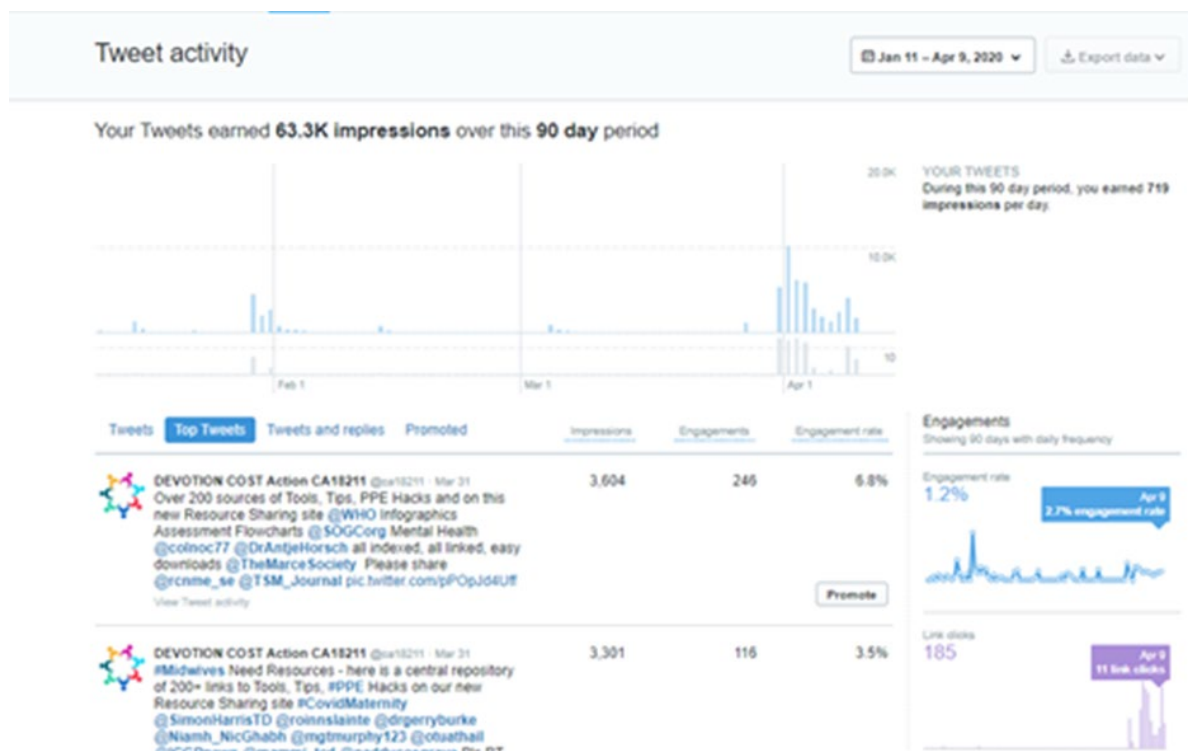 Tweet activity
Jan 11 – Apr 9, 2020
Export data
Your Tweets earned 63.3K impressions over this 90 day period
20.0K
10.0K
10
Feb 1
Mar 1
Apr 1
YOUR TWEETS
During this 90 day period, you earned 719
impressions per day.
Tweets Top Tweets Tweets and replies Promoted
Impressions Engagements Engagement rate
DEVOTION COST Action CA18211 @ca18211 · Mar 31
Over 200 sources of Tools, Tips, PPE Hacks and on this
new Resource Sharing site @WHO Infographics
Assessment Flowcharts @SOGCorg Mental Health
@colnoc77 @DrAntjeHorsch all indexed, all linked, easy
downloads @TheMarceSociety Please share
@rcnme_se @TSM_Journal pic.twitter.com/pPOpJd4Uff
View Tweet activity
3,604 246 6.8%
Promote
DEVOTION COST Action CA18211 @ca18211 · Mar 31
#Midwives Need Resources - here is a central repository
of 200+ links to Tools, Tips, #PPE Hacks on our new
Resource Sharing site #CovidMaternity
@SimonHarrisTD @roinnslainte @drgerryburke
@Niamh_NicGhabh @mgtmurphy123 @otuathail
3,301 116 3.5%
Engagements
Showing 90 days with daily frequency
Engagement rate
1.2%
Apr 9
2.7% engagement rate
Link clicks
185
Apr 9
11 link clicks